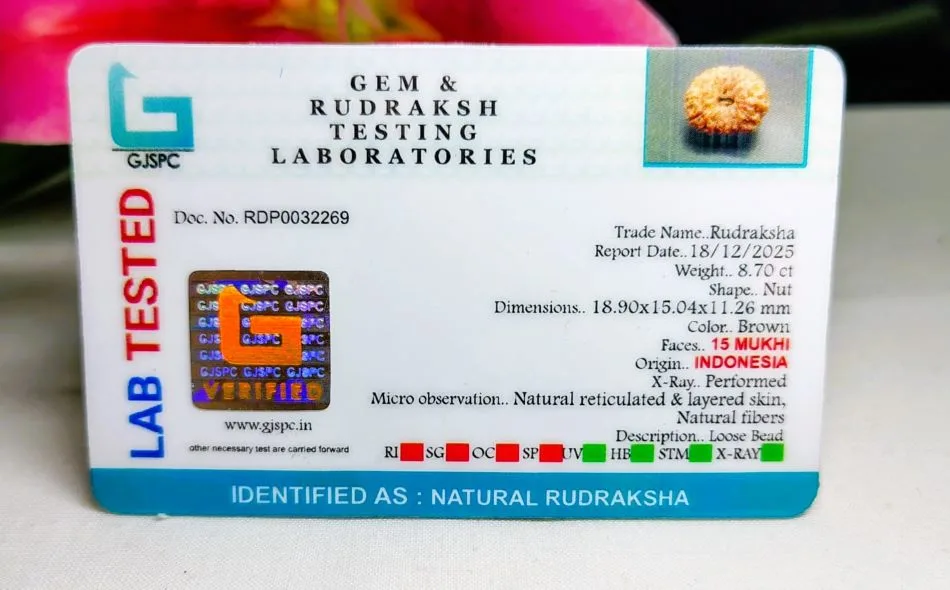 GEM &
RUDRAKSH
TESTING
LABORATORIES
GJSPC
LAB TESTED
Doc. No. RDP0032269
Trade Name..Rudraksha
Report Date..18/12/2025
Weight.. 8.70 ct
Shape.. Nut
Dimensions.. 18.90x15.04x11.26 mm
Color.. Brown
Faces.. 15 MUKHI
Origin.. INDONESIA
X-Ray.. Performed
Micro observation.. Natural reticulated & layered skin,
Natural fibers
Description.. Loose Bead
GJSPC GJSPC GJSPC
VERIFIED
www.gjspc.in
other necessary test are carried forward
RI SG OC SP UV HB STM X-RAY
IDENTIFIED AS : NATURAL RUDRAKSHA